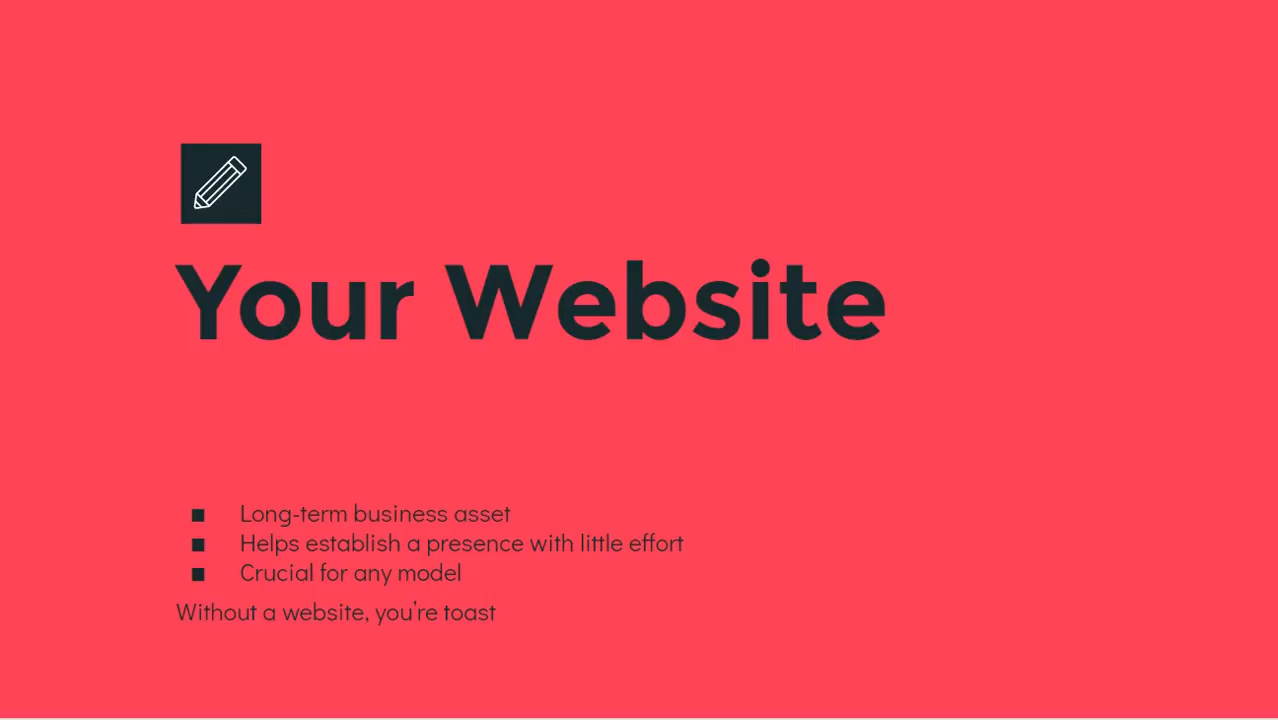 Your Website
■ Long-term business asset
■ Helps establish a presence with little effort
■ Crucial for any model
Without a website, you're toast